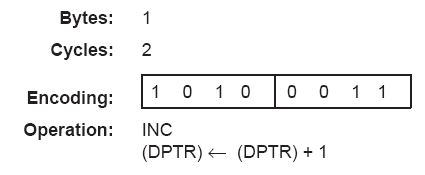 Bytes: 1
Cycles: 2
Encoding: 1 0 1 0 0 0 1 1
Operation: INC
(DPTR) ← (DPTR) + 1